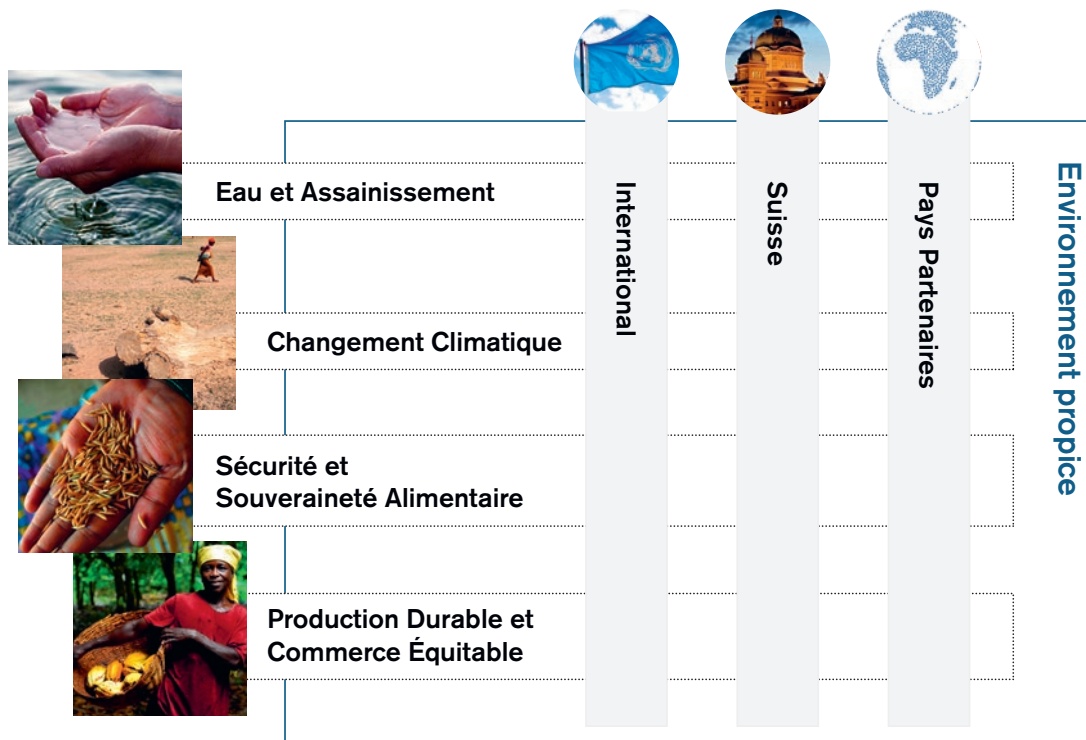 Eau et Assainissement
Changement Climatique
Sécurité et
Souveraineté Alimentaire
Production Durable et
Commerce Équitable
International
Suisse
Pays Partenaires
Environnement propice